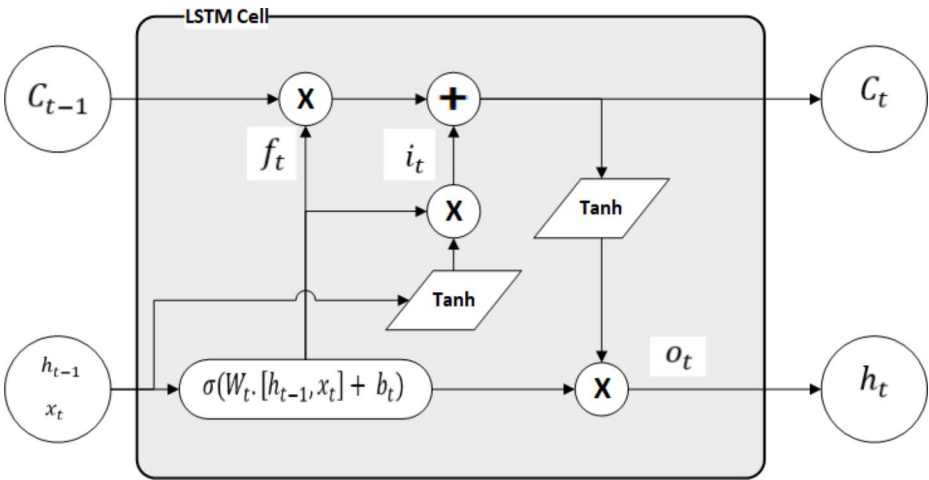 LSTM Cell
C_{t-1}
X
+
C_t
f_t
i_t
X
Tanh
Tanh
h_{t-1}
x_t
σ(W_t.[h_{t-1},x_t] + b_t)
X
o_t
h_t